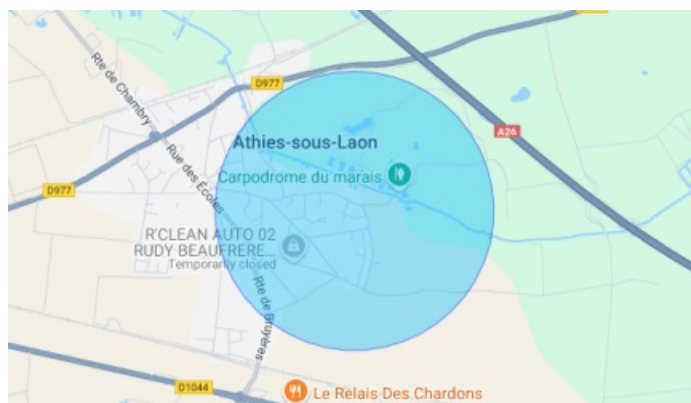 Rte de Chambry
D977
A26
Athies-sous-Laon
Rue des Écoles
Carpodrome du marais
D977
R'CLEAN AUTO 02
RUDY BEAUFRERE...
Temporarily closed
Rte de Bruyères
D1044
Le Relais Des Chardons